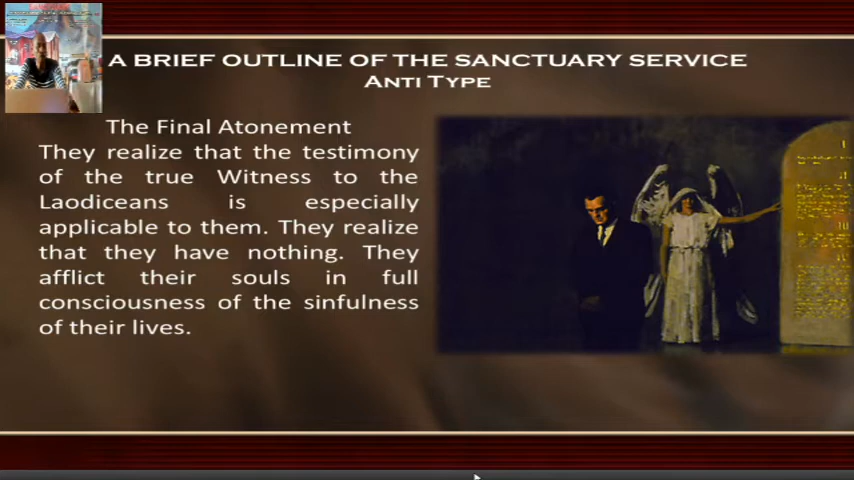 A BRIEF OUTLINE OF THE SANCTUARY SERVICE
ANTI TYPE
The Final Atonement
They realize that the testimony
of the true Witness to the
Laodiceans is especially
applicable to them. They realize
that they have nothing. They
afflict their souls in full
consciousness of the sinfulness
of their lives.